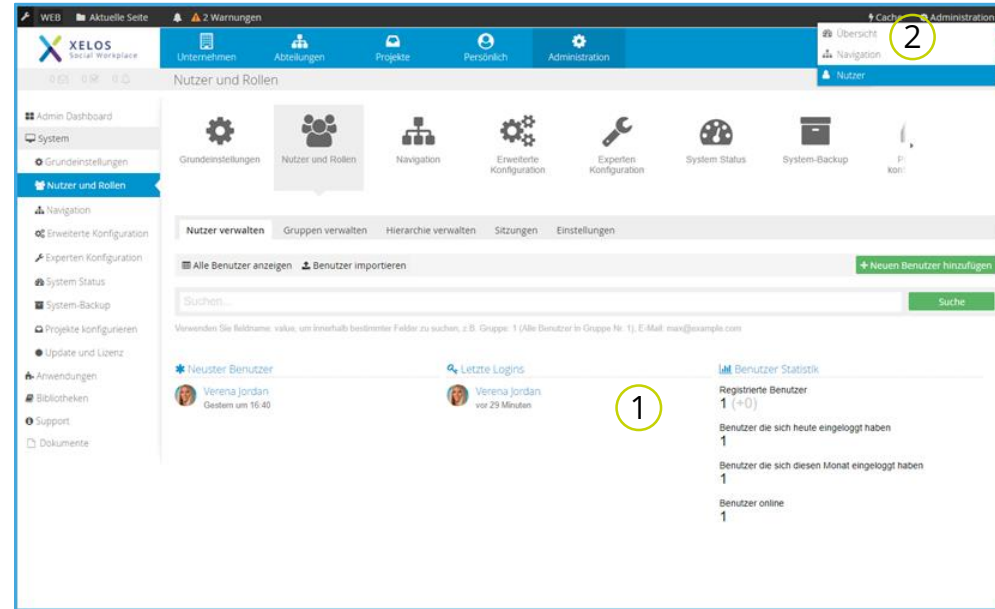 WEB Aktuelle Seite 2 Warnungen Cache Administration
XELOS
Social Workplace
Unternehmen Abteilungen Projekte Persönlich Administration
Übersicht
Navigation
Nutzer
2
0 0 0
Nutzer und Rollen
Admin Dashboard
System
Grundeinstellungen
Nutzer und Rollen
Navigation
Erweiterte Konfiguration
Experten Konfiguration
System Status
System-Backup
Projekte konfigurieren
Update und Lizenz
Anwendungen
Bibliotheken
Support
Dokumente
Grundeinstellungen Nutzer und Rollen Navigation Erweiterte Konfiguration Experten Konfiguration System Status System-Backup
Nutzer verwalten Gruppen verwalten Hierarchie verwalten Sitzungen Einstellungen
Alle Benutzer anzeigen Benutzer importieren + Neuen Benutzer hinzufügen
Suchen... Suche
Verwenden Sie fieldname: value, um innerhalb bestimmter Felder zu suchen, z.B. Gruppe: 1 (Alle Benutzer in Gruppe Nr. 1), E-Mail: max@example.com
Neuster Benutzer
Verena Jordan
Gestern um 16:40
Letzte Logins
Verena Jordan
vor 29 Minuten
1
Benutzer Statistik
Registrierte Benutzer
1 (+0)
Benutzer die sich heute eingeloggt haben
1
Benutzer die sich diesen Monat eingeloggt haben
1
Benutzer online
1